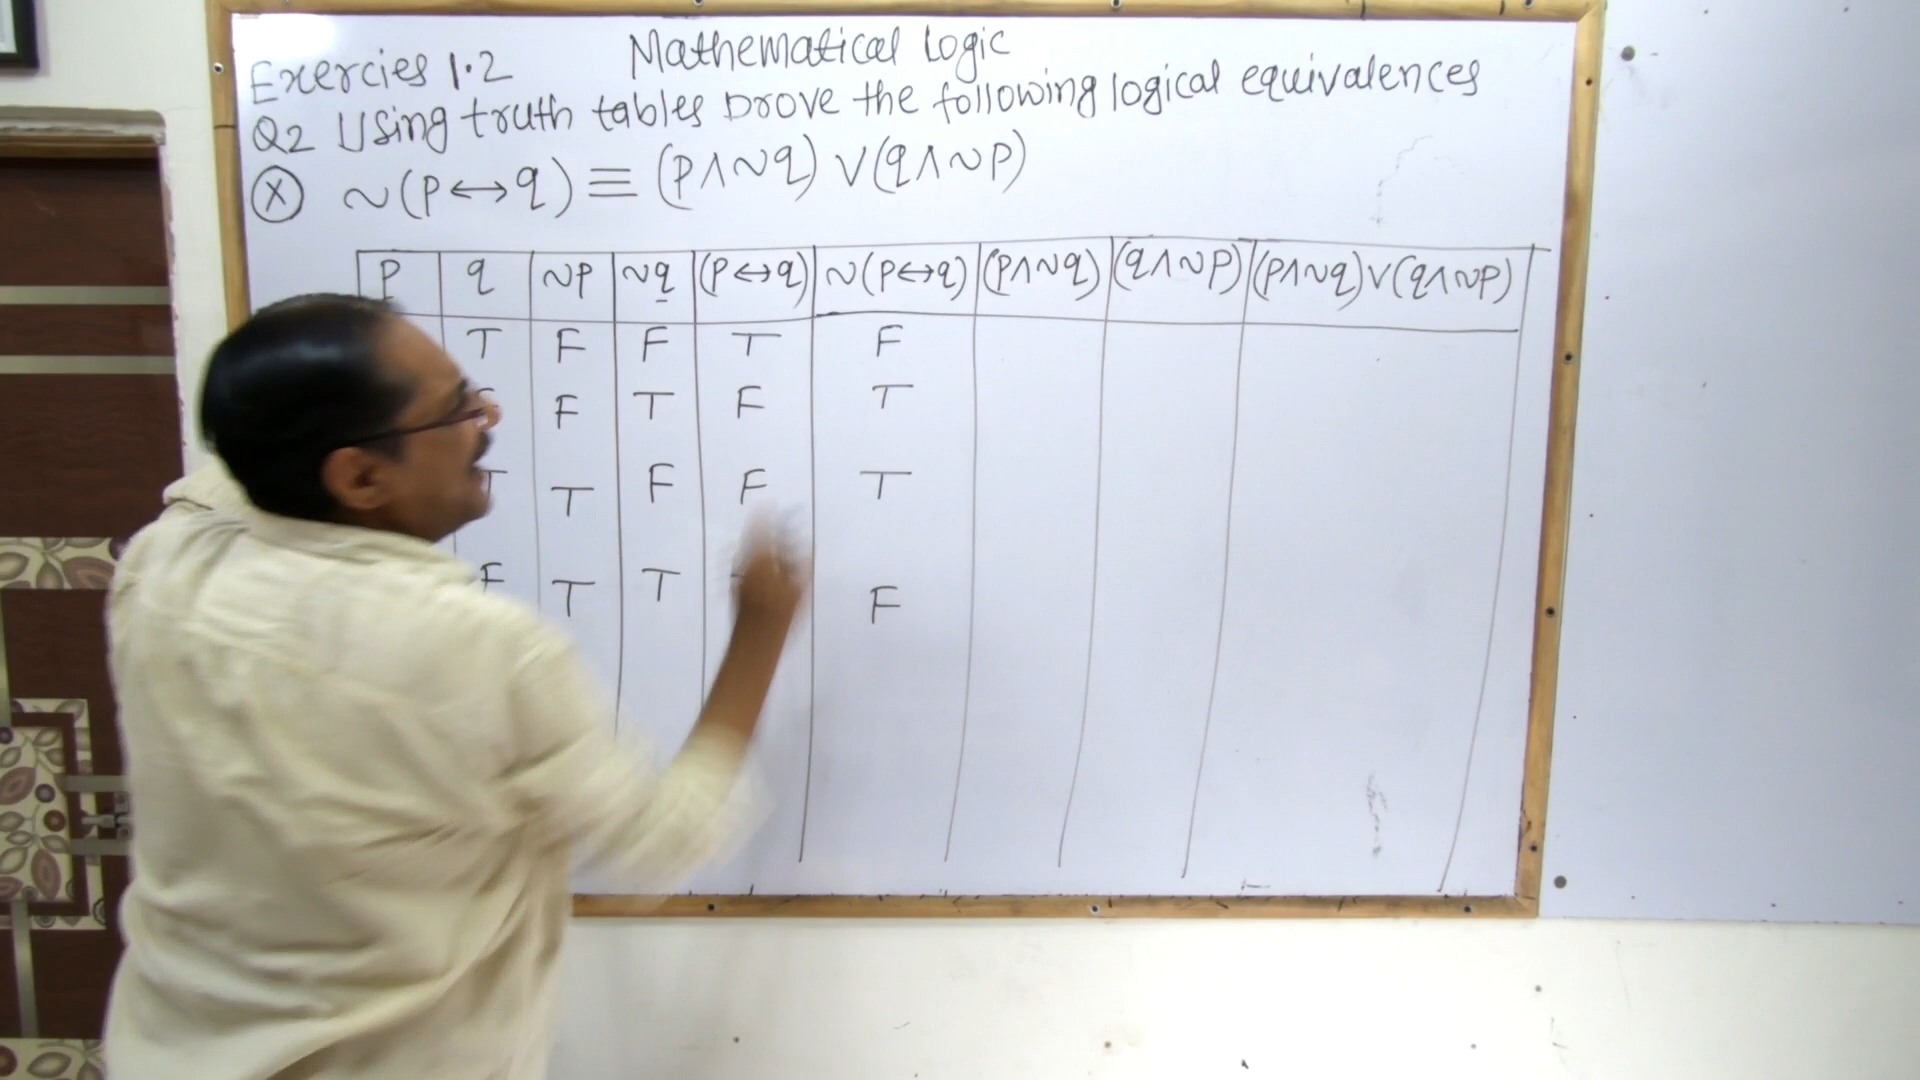 Mathematical Logic
Exercies 1.2
Q2 Using truth tables prove the following logical equivalences
(X) ~(p↔q) ≡ (p∧~q)∨(q∧~p)
p q ~p ~q (p↔q) ~(p↔q) (p∧~q) (q∧~p) (p∧~q)∨(q∧~p)
T F F T F
F T F T
T T F F T
F T T F